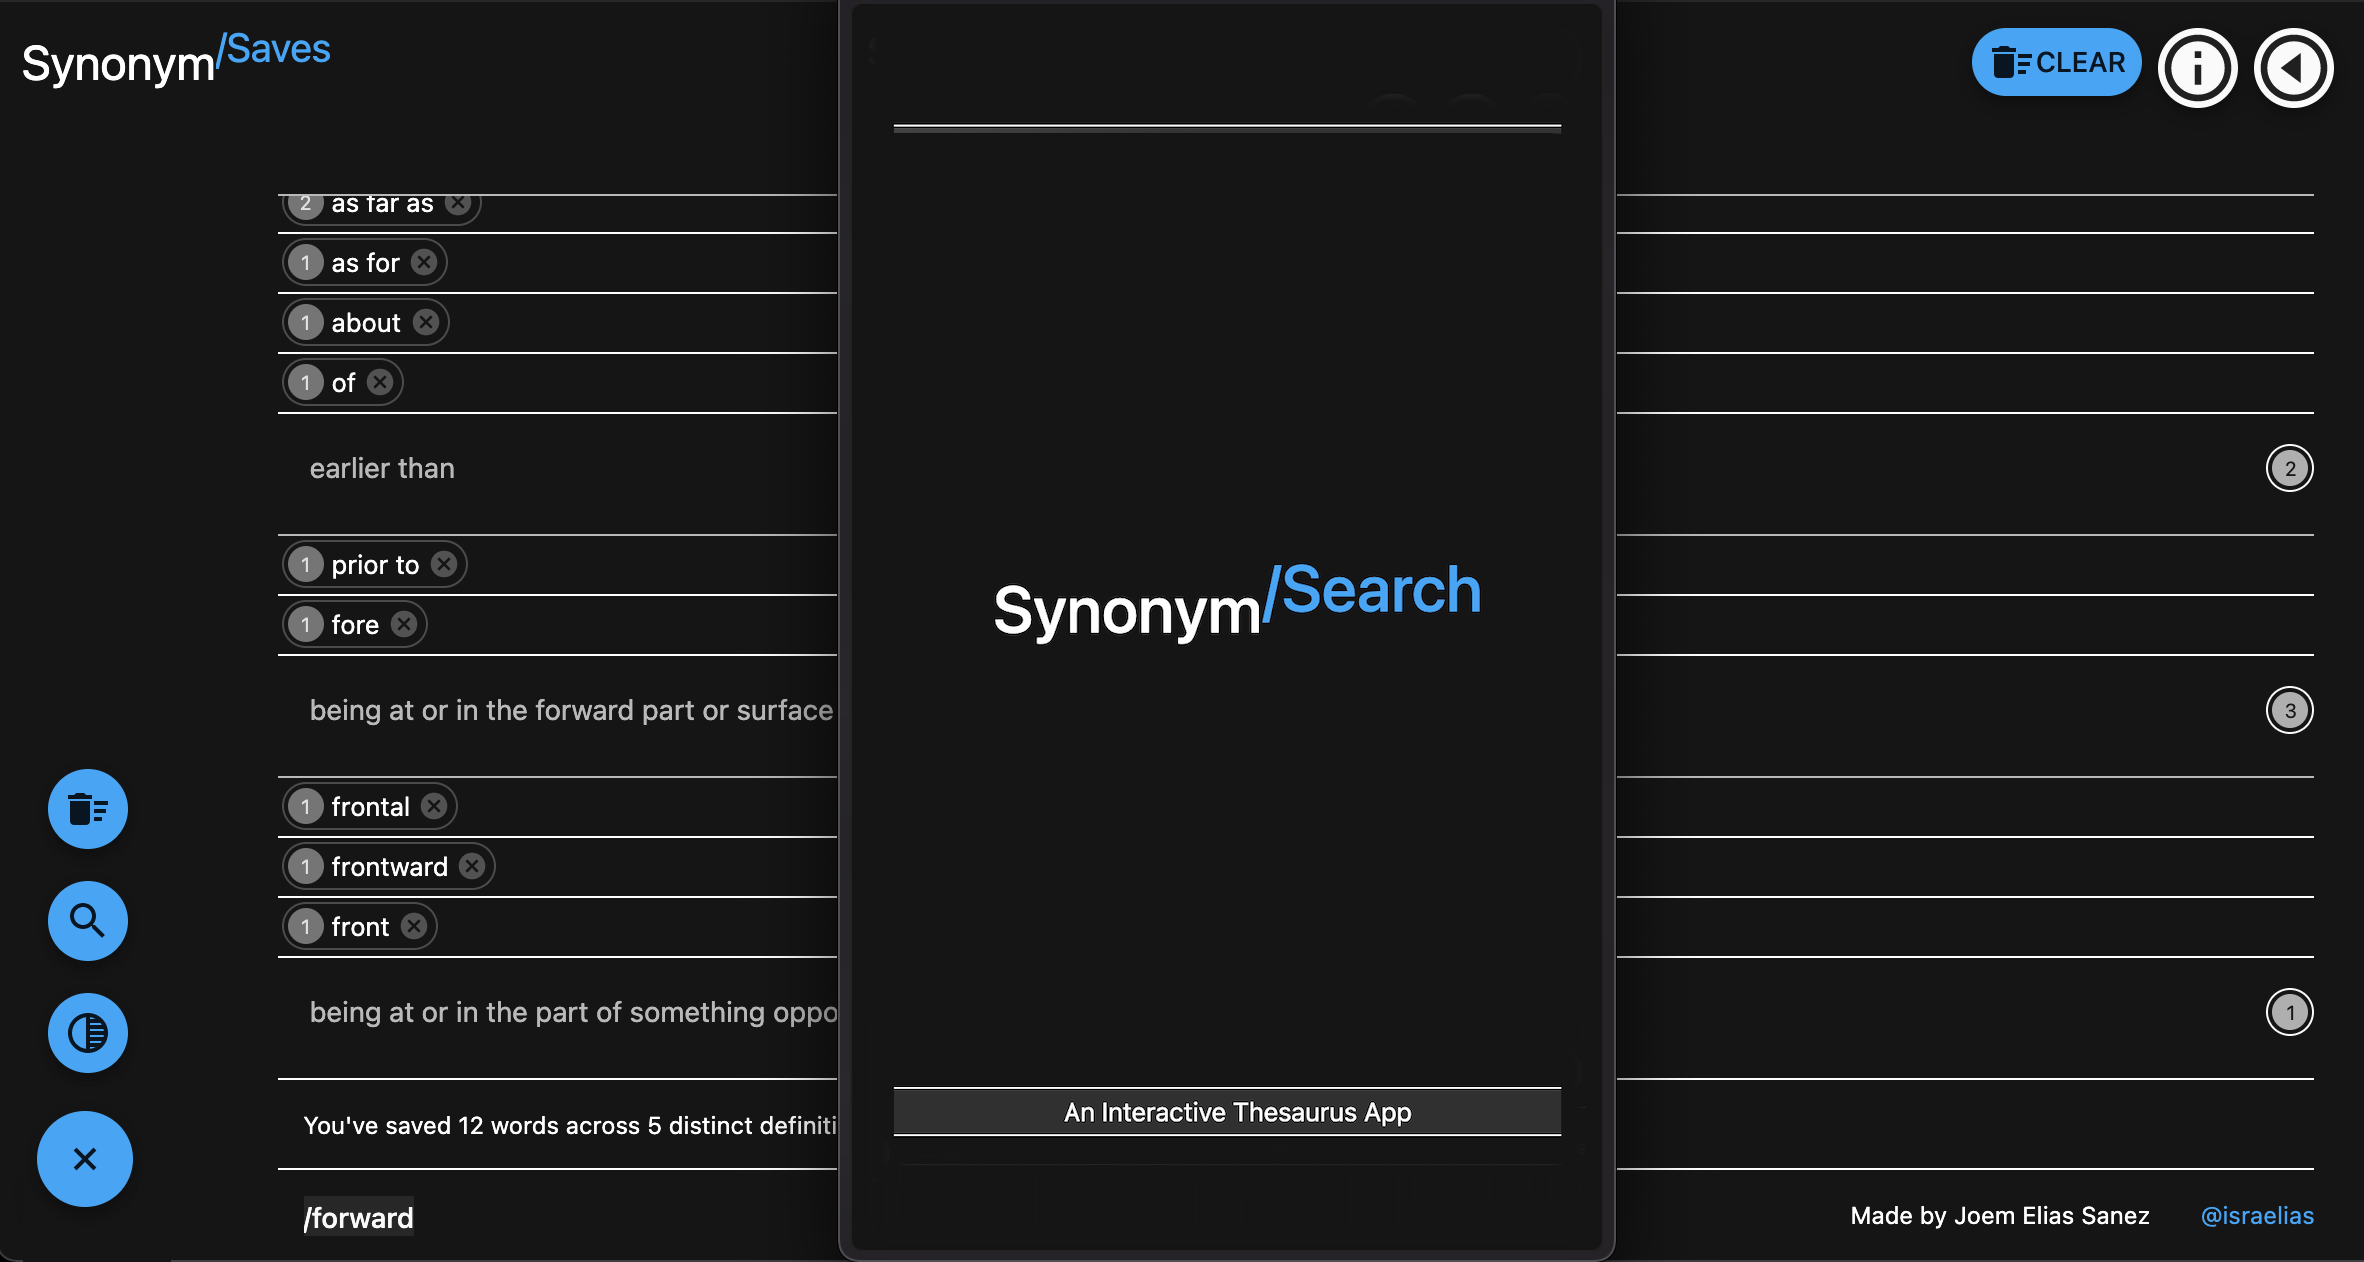 Synonym/Saves
CLEAR
2 as far as
1 as for
1 about
1 of
earlier than 2
1 prior to
1 fore
being at or in the forward part or surface 3
1 frontal
1 frontward
1 front
being at or in the part of something oppo 1
You've saved 12 words across 5 distinct definiti
/forward
Synonym/Search
An Interactive Thesaurus App
Made by Joem Elias Sanez @israelias